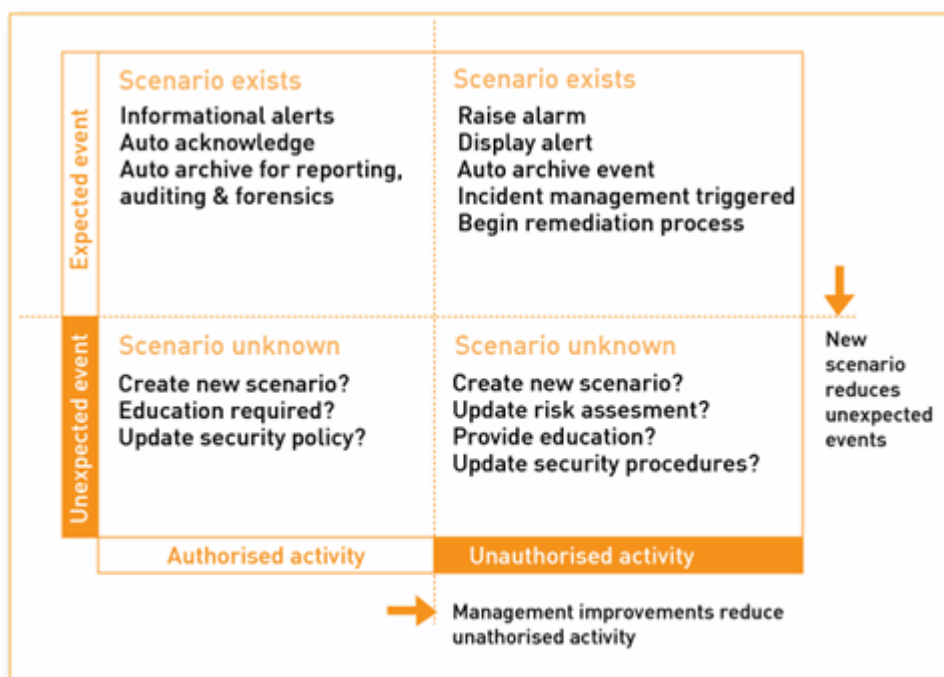 Expected event
Scenario exists
Informational alerts
Auto acknowledge
Auto archive for reporting,
auditing & forensics
Scenario exists
Raise alarm
Display alert
Auto archive event
Incident management triggered
Begin remediation process
Unexpected event
Scenario unknown
Create new scenario?
Education required?
Update security policy?
Scenario unknown
Create new scenario?
Update risk assesment?
Provide education?
Update security procedures?
New
scenario
reduces
unexpected
events
Authorised activity
Unauthorised activity
Management improvements reduce
unathorised activity